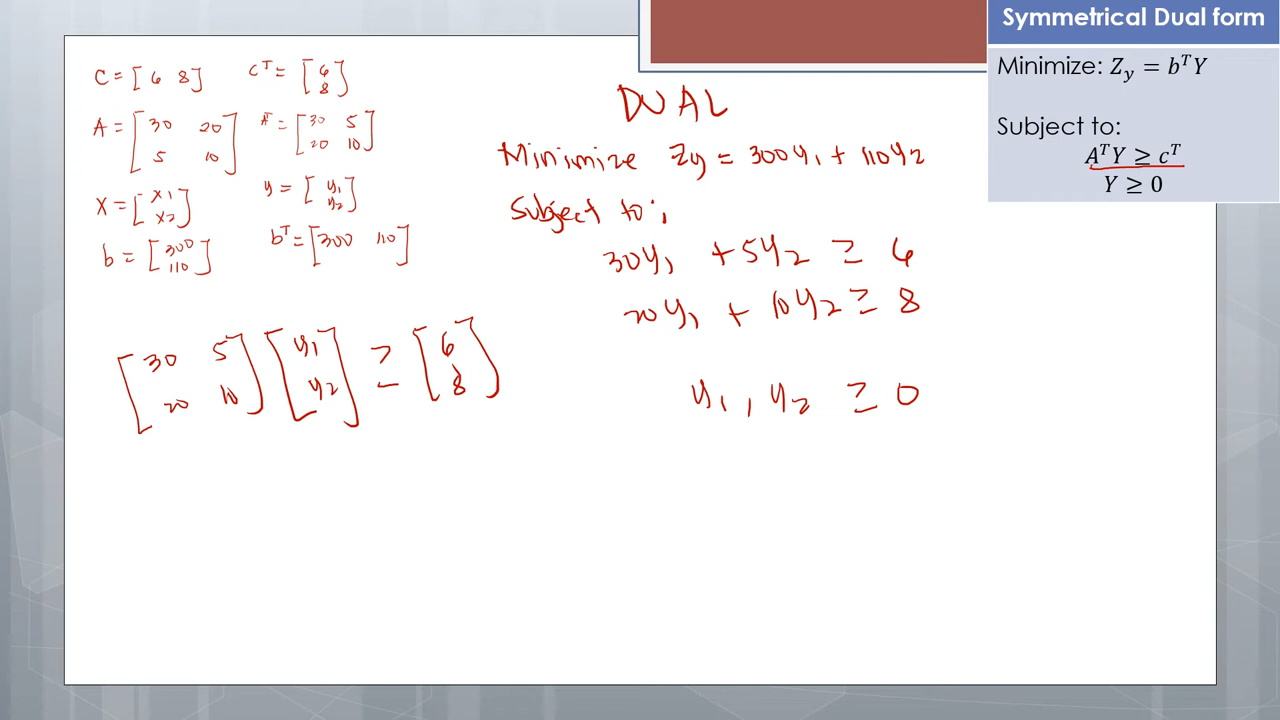 Symmetrical Dual form
Minimize: Z_y = b^T Y
Subject to:
A^T Y ≥ c^T
Y ≥ 0
C = [6 8]
c^T = [6
8]
A = [30 20
5 10]
A^T = [30 5
20 10]
X = [x1
x2]
y = [y1
y2]
b = [300
110]
b^T = [300 110]
[30 5
20 10] [y1
y2] ≥ [6
8]
DUAL
Minimize Zy = 300y1 + 110y2
Subject to:
30y1 + 5y2 ≥ 6
20y1 + 10y2 ≥ 8
y1, y2 ≥ 0